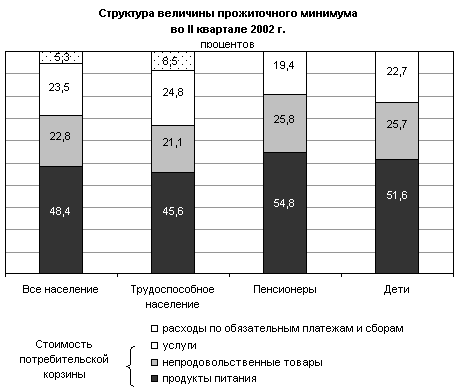 Структура величины прожиточного минимума
во II квартале 2002 г.
процентов
5,3 8,5 19,4 22,7
23,5 24,8 25,8 25,7
22,8 21,1 54,8 51,6
48,4 45,6
Все население Трудоспособное население Пенсионеры Дети
расходы по обязательным платежам и сборам
Стоимость потребительской корзины
услуги
непродовольственные товары
продукты питания